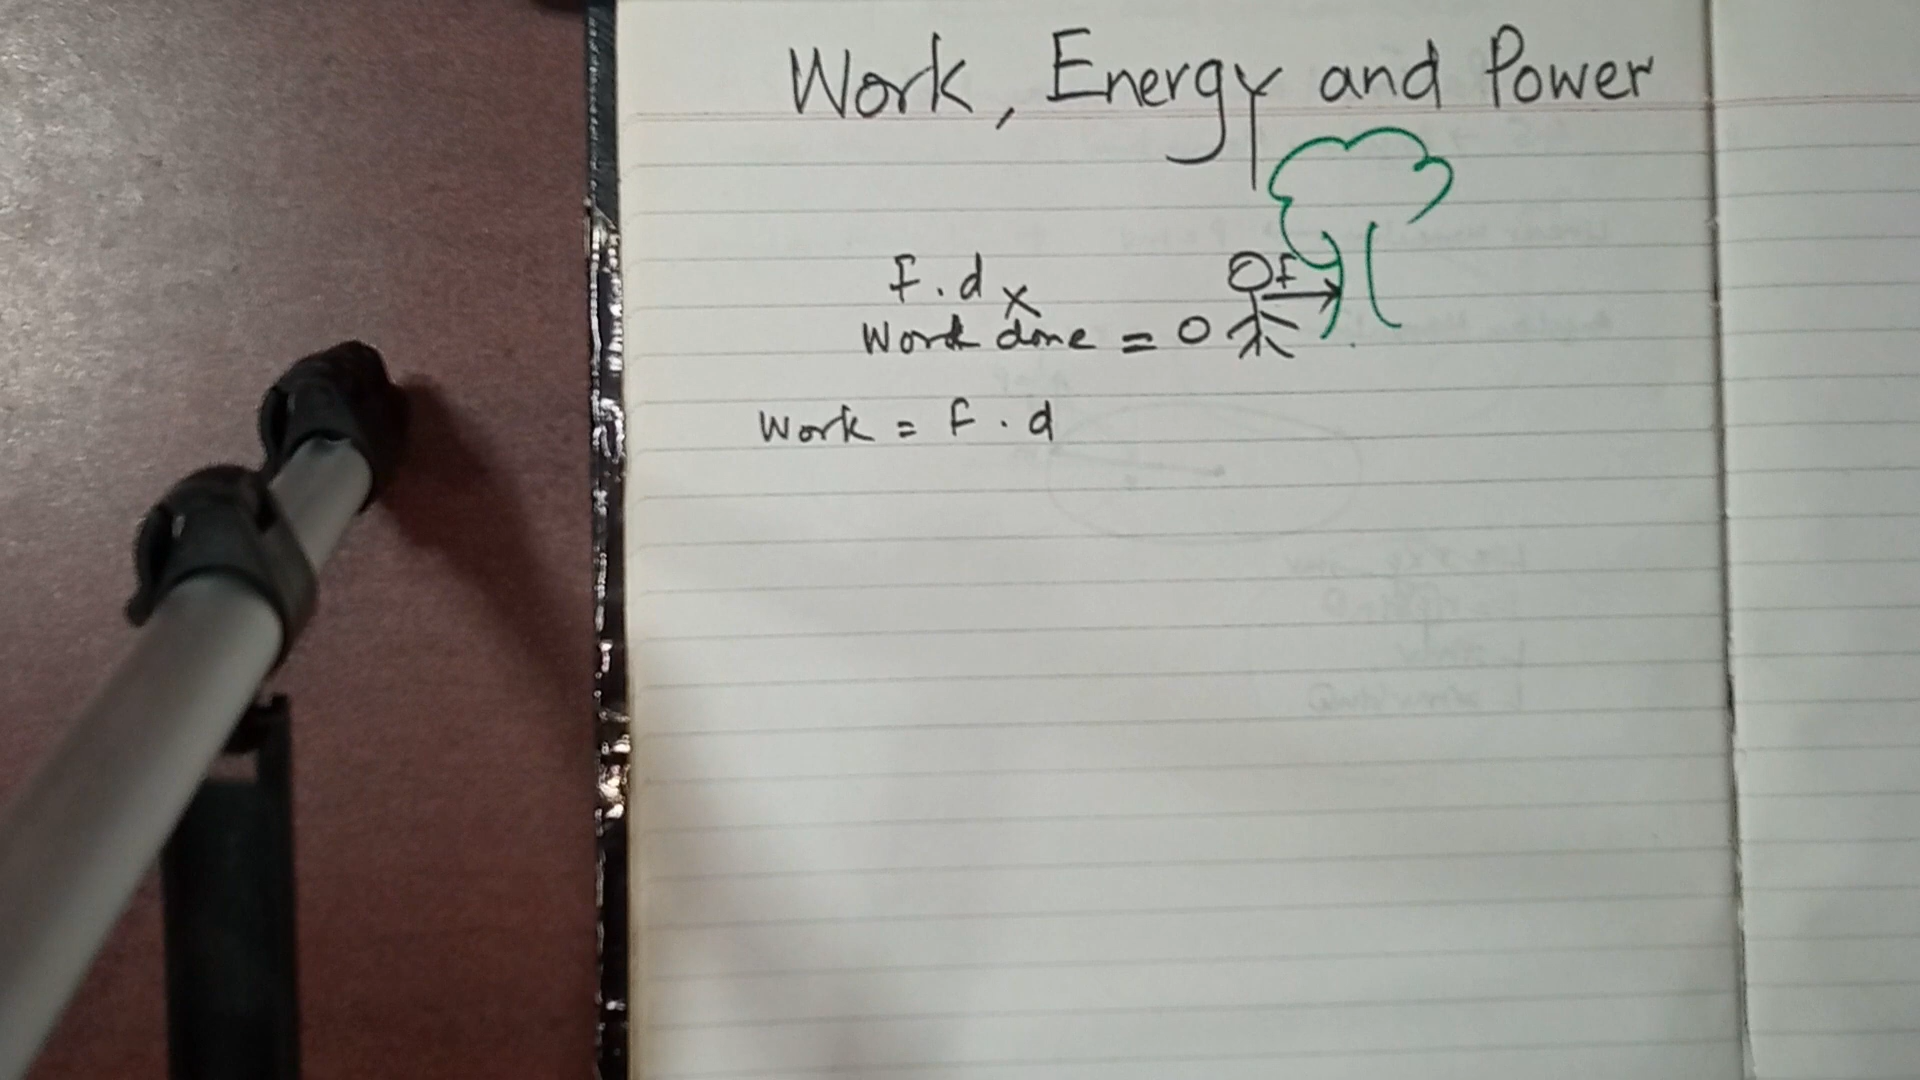 Work, Energy and Power
F . d x
F
Work done = 0
Work = F . d